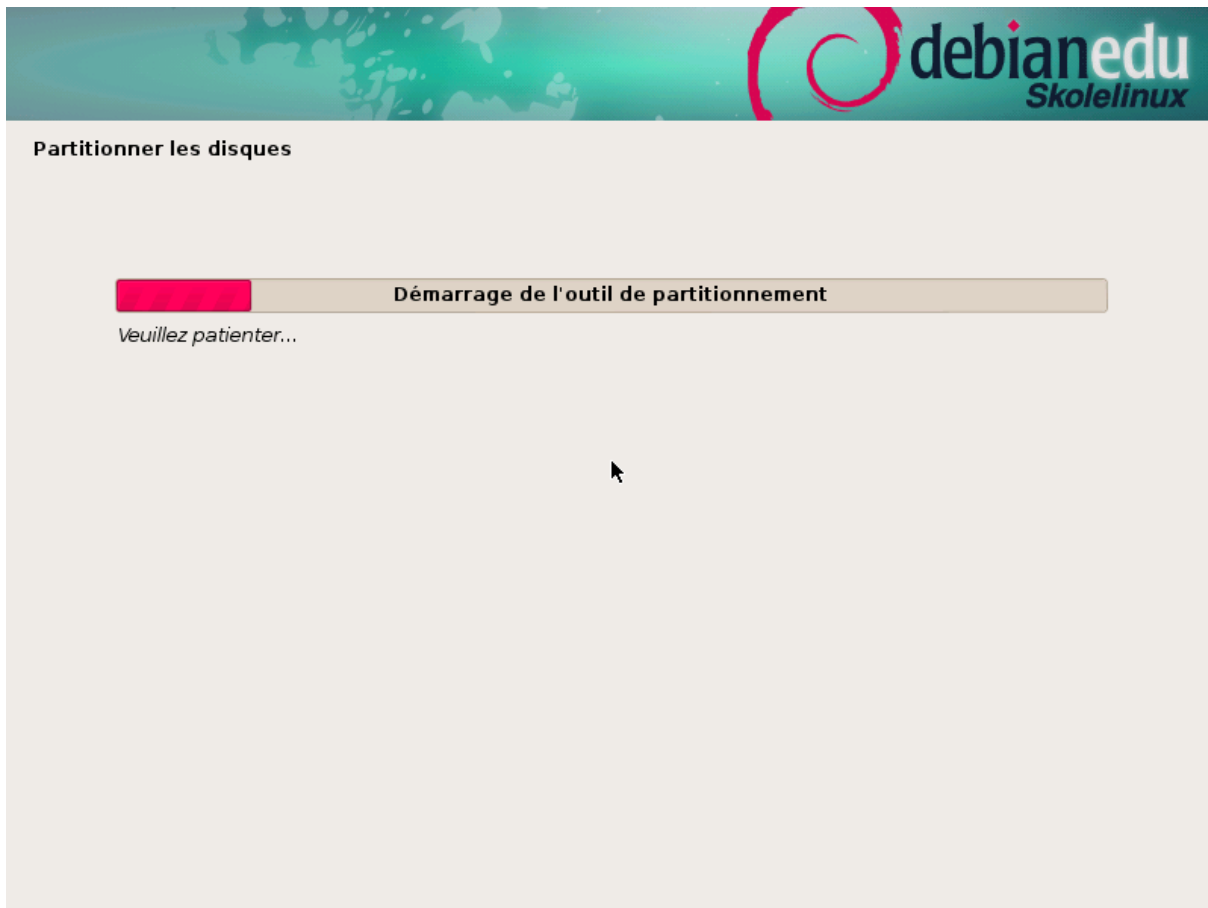 debianedu
Skolelinux
Partitionner les disques
Démarrage de l'outil de partitionnement
Veuillez patienter...